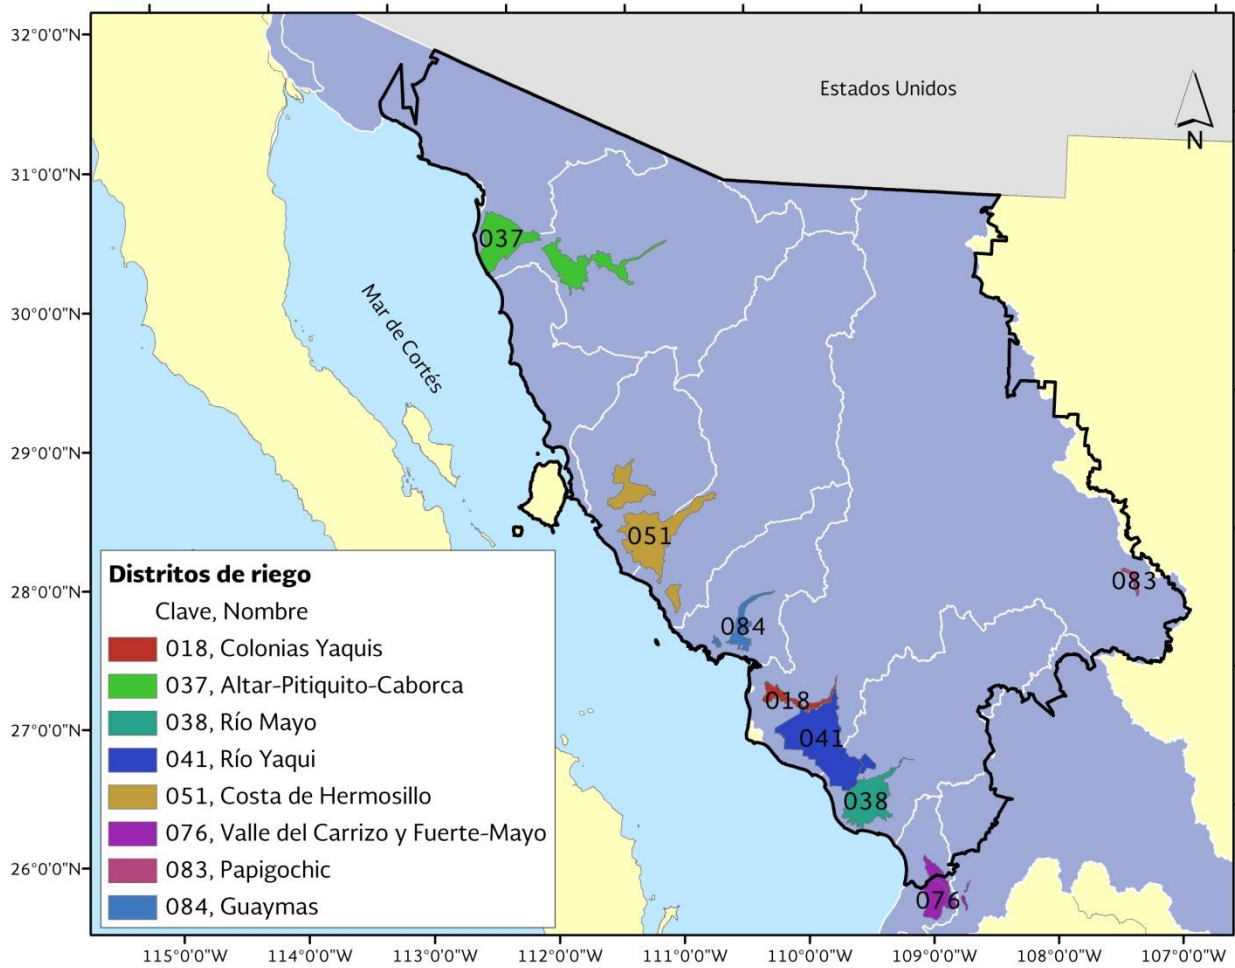 32°0'0"N
31°0'0"N
30°0'0"N
29°0'0"N
28°0'0"N
27°0'0"N
26°0'0"N
Estados Unidos
N
Mar de Cortés
037
051
083
084
018
041
038
076
Distritos de riego
Clave, Nombre
018, Colonias Yaquis
037, Altar-Pitiquito-Caborca
038, Río Mayo
041, Río Yaqui
051, Costa de Hermosillo
076, Valle del Carrizo y Fuerte-Mayo
083, Papigochic
084, Guaymas
115°0'0"W 114°0'0"W 113°0'0"W 112°0'0"W 111°0'0"W 110°0'0"W 109°0'0"W 108°0'0"W 107°0'0"W